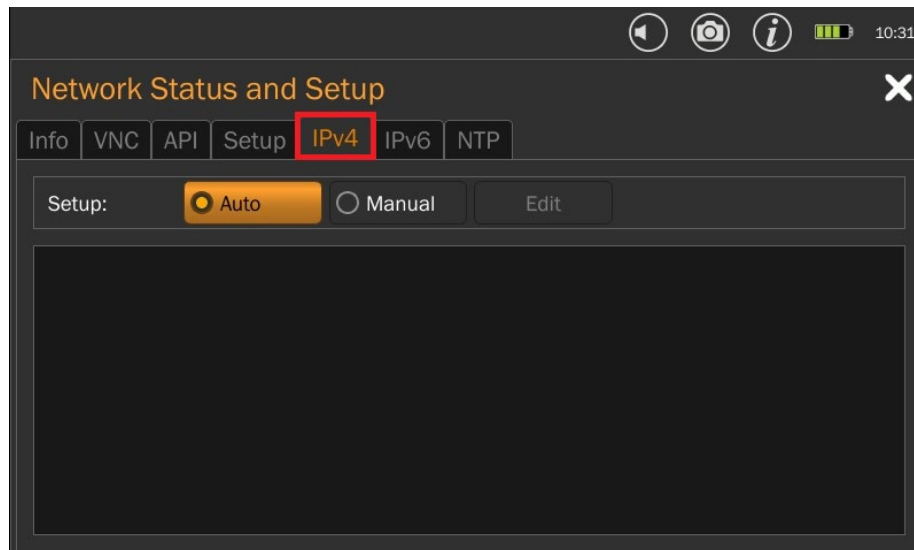 10:31
Network Status and Setup
Info VNC API Setup IPv4 IPv6 NTP
Setup: Auto Manual Edit